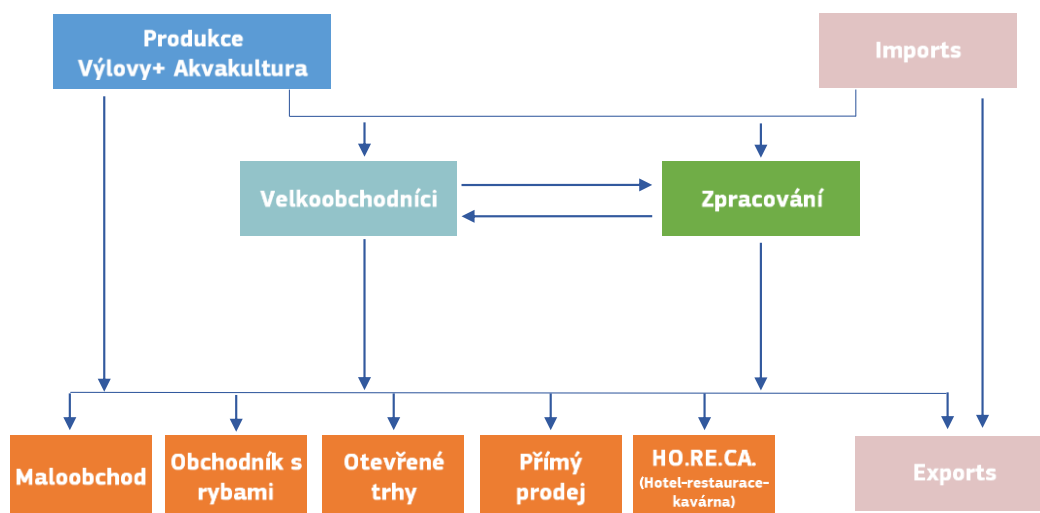 Produkce
Výlovy+ Akvakultura
Imports
Velkoobchodníci
Zpracování
Maloobchod
Obchodník s
rybami
Otevřené
trhy
Přímý
prodej
HO.RE.CA.
(Hotel-restaurace-
kavárna)
Exports